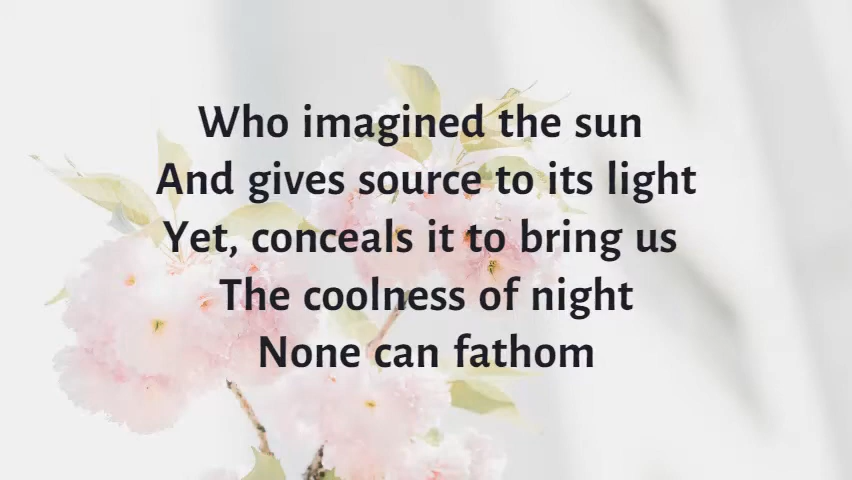 Who imagined the sun
And gives source to its light
Yet, conceals it to bring us
The coolness of night
None can fathom